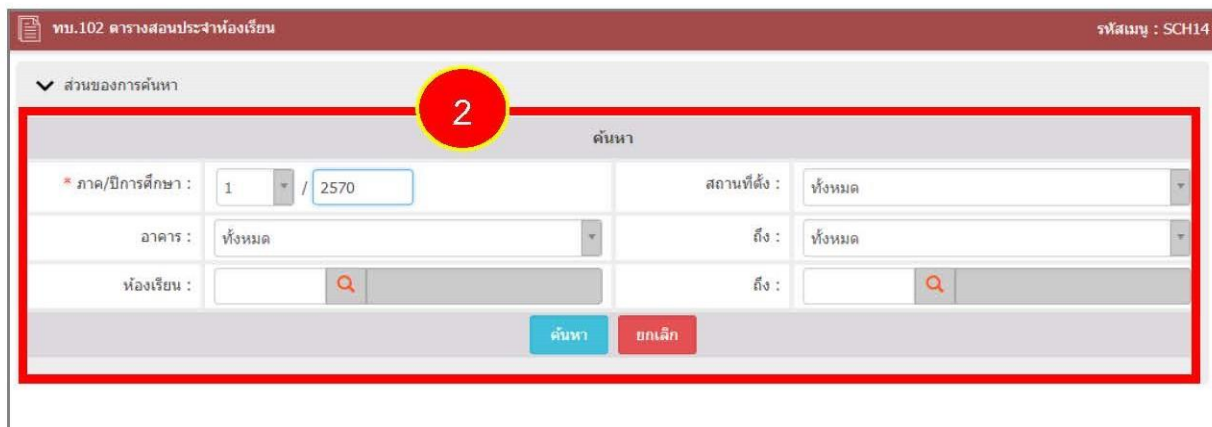 ทบ.102 ตารางสอนประจำห้องเรียน รหัสเมนู : SCH14
ส่วนของการค้นหา
2
ค้นหา
* ภาค/ปีการศึกษา : 1 / 2570 สถานที่ตั้ง : ทั้งหมด
อาคาร : ทั้งหมด ถึง : ทั้งหมด
ห้องเรียน : ถึง :
ค้นหา ยกเลิก